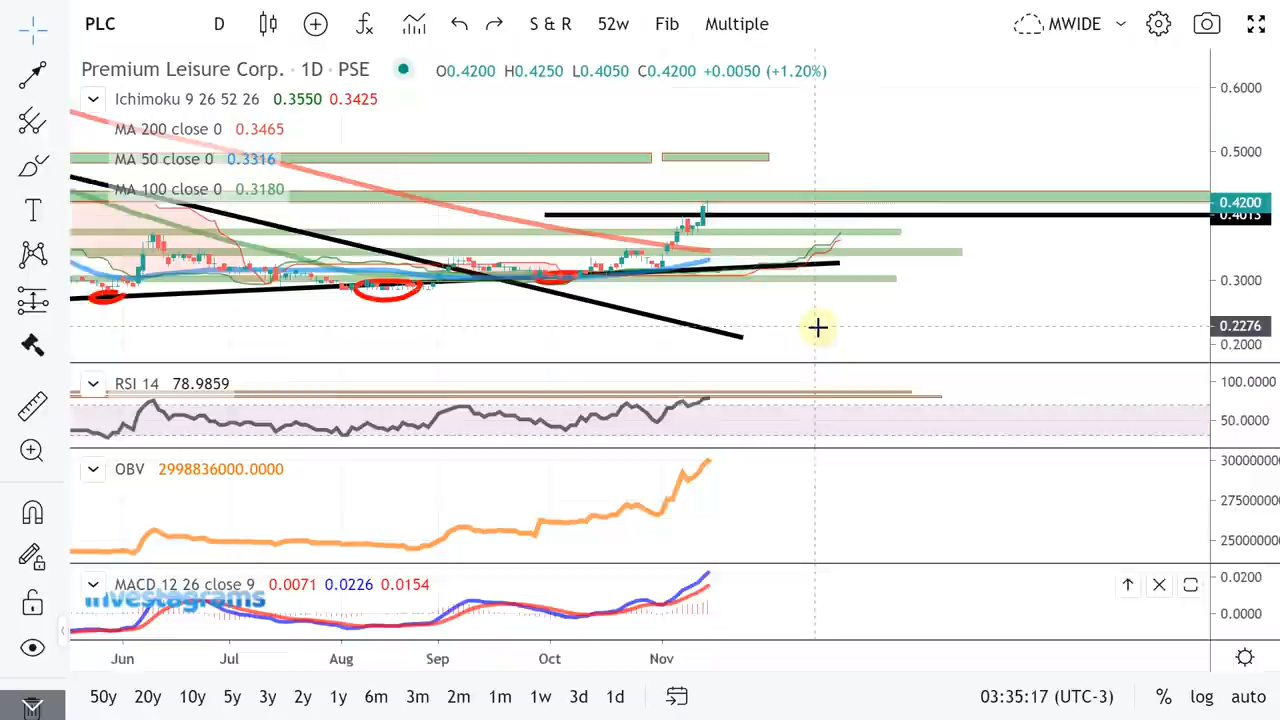 PLC D S & R 52w Fib Multiple MWIDE
Premium Leisure Corp. · 1D · PSE O0.4200 H0.4250 L0.4050 C0.4200 +0.0050 (+1.20%)
Ichimoku 9 26 52 26 0.3550 0.3425
MA 200 close 0 0.3465
MA 50 close 0 0.3316
MA 100 close 0 0.3180
0.6000
0.5000
0.4200
0.4013
0.3000
0.2276
0.2000
RSI 14 78.9859
100.0000
50.0000
OBV 2998836000.0000
MACD 12 26 close 9 0.0071 0.0226 0.0154
investagrams
0.0200
0.0000
Jun Jul Aug Sep Oct Nov
50y 20y 10y 5y 3y 2y 1y 6m 3m 2m 1m 1w 3d 1d 03:35:17 (UTC-3) % log auto